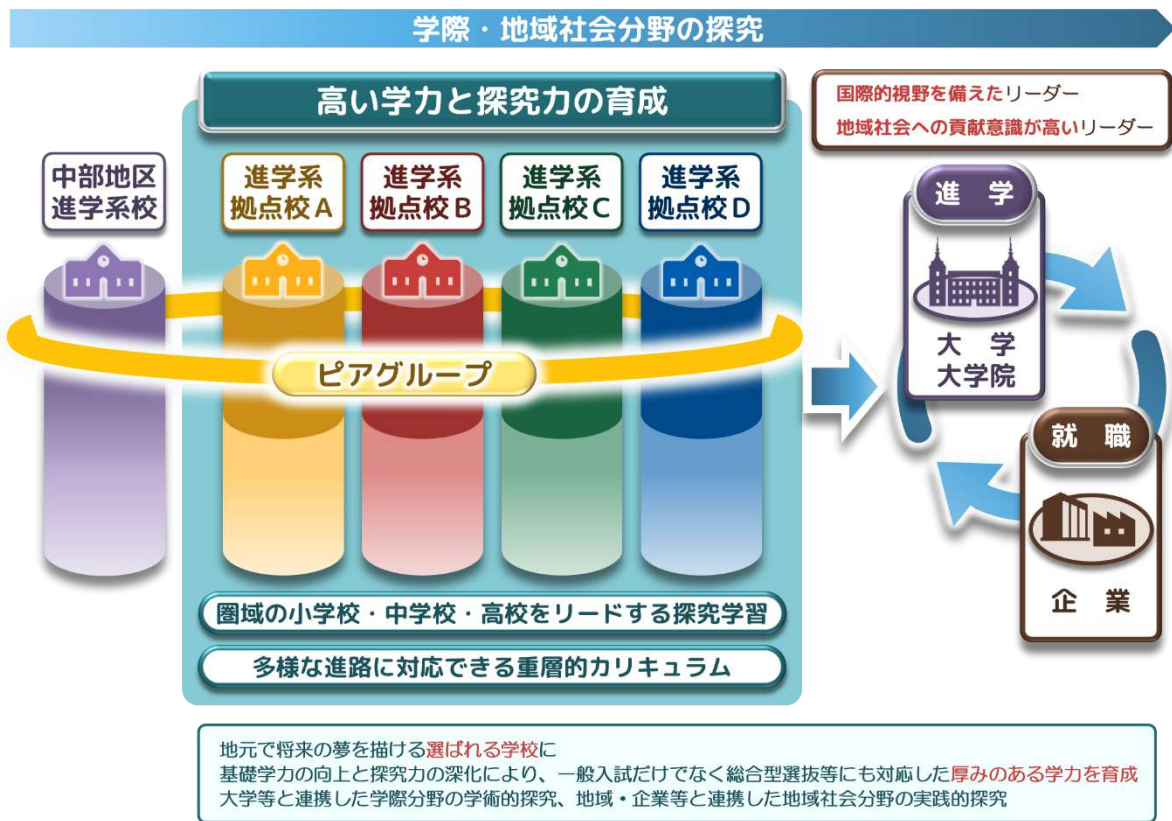 学際・地域社会分野の探究
高い学力と探究力の育成
国際的視野を備えたリーダー
地域社会への貢献意識が高いリーダー
中部地区
進学系校
進学系
拠点校A
進学系
拠点校B
進学系
拠点校C
進学系
拠点校D
ピアグループ
進 学
大 学
大学院
就 職
企 業
圏域の小学校・中学校・高校をリードする探究学習
多様な進路に対応できる重層的カリキュラム
地元で将来の夢を描ける選ばれる学校に
基礎学力の向上と探究力の深化により、一般入試だけでなく総合型選抜等にも対応した厚みのある学力を育成
大学等と連携した学際分野の学術的探究、地域・企業等と連携した地域社会分野の実践的探究